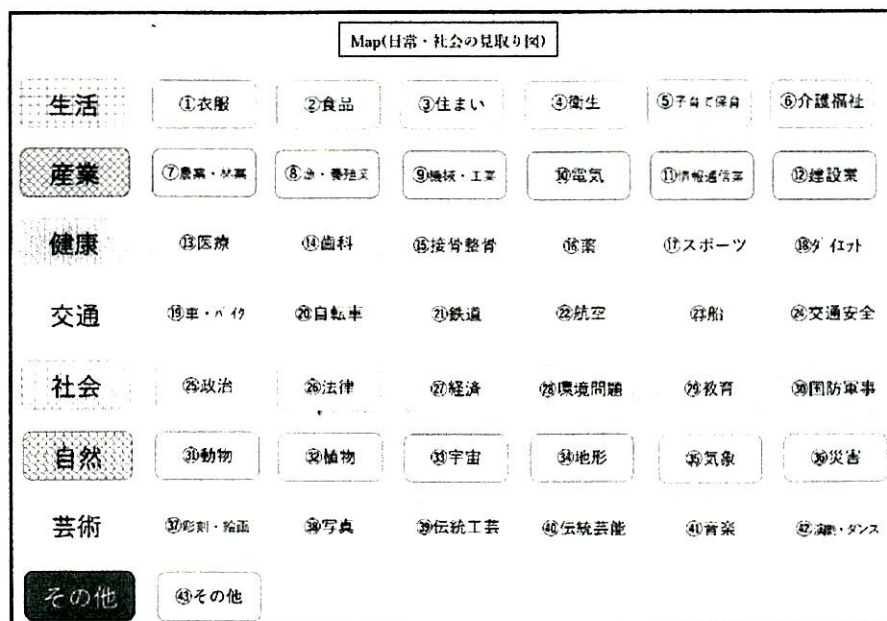 Map(日常・社会の見取り図)
生活 ①衣服 ②食品 ③住まい ④衛生 ⑤子育て保育 ⑥介護福祉
産業 ⑦農業・林業 ⑧漁・養殖業 ⑨機械・工業 ⑩電気 ⑪情報通信業 ⑫建設業
健康 ⑬医療 ⑭歯科 ⑮接骨整骨 ⑯薬 ⑰スポーツ ⑱ダイエット
交通 ⑲車・バイク ⑳自転車 ㉑鉄道 ㉒航空 ㉓船 ㉔交通安全
社会 ㉕政治 ㉖法律 ㉗経済 ㉘環境問題 ㉙教育 ㉚国防軍事
自然 ㉛動物 ㉜植物 ㉝宇宙 ㉞地形 ㉟気象 ㊱災害
芸術 ㊲彫刻・絵画 ㊳写真 ㊴伝統工芸 ㊵伝統芸能 ㊶音楽 ㊷演劇・ダンス
その他 ㊸その他